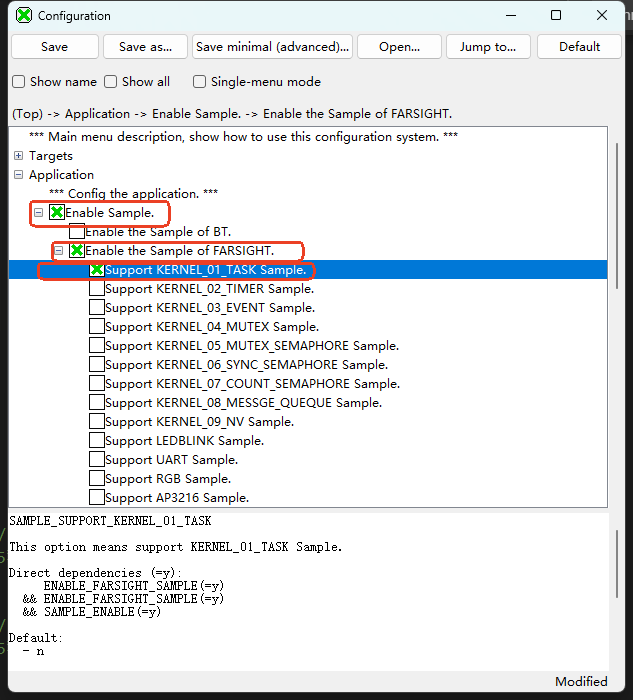 Configuration
Save
Save as...
Save minimal (advanced)...
Open...
Jump to...
Default
Show name
Show all
Single-menu mode
(Top) -> Application -> Enable Sample. -> Enable the Sample of FARSIGHT.
*** Main menu description, show how to use this configuration system. ***
Targets
Application
*** Config the application. ***
Enable Sample.
Enable the Sample of BT.
Enable the Sample of FARSIGHT.
Support KERNEL_01_TASK Sample.
Support KERNEL_02_TIMER Sample.
Support KERNEL_03_EVENT Sample.
Support KERNEL_04_MUTEX Sample.
Support KERNEL_05_MUTEX_SEMAPHORE Sample.
Support KERNEL_06_SYNC_SEMAPHORE Sample.
Support KERNEL_07_COUNT_SEMAPHORE Sample.
Support KERNEL_08_MESSGE_QUEQUE Sample.
Support KERNEL_09_NV Sample.
Support LEDBLINK Sample.
Support UART Sample.
Support RGB Sample.
Support AP3216 Sample.
SAMPLE_SUPPORT_KERNEL_01_TASK
This option means support KERNEL_01_TASK Sample.
Direct dependencies (=y):
ENABLE_FARSIGHT_SAMPLE(=y)
&& ENABLE_FARSIGHT_SAMPLE(=y)
&& SAMPLE_ENABLE(=y)
Default:
- n
Modified